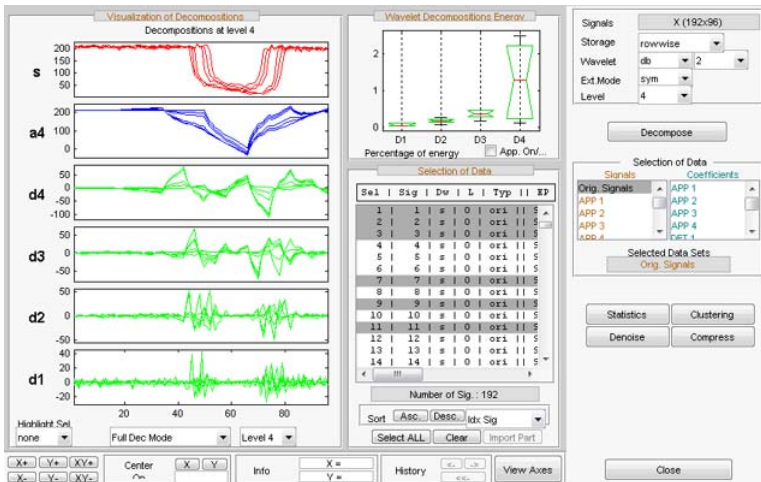 Visualization of Decompositions
Decompositions at level 4
s
200
150
100
50
a4
200
100
0
d4
50
0
-50
-100
d3
50
0
-50
d2
50
0
-50
d1
40
20
0
-20
20 40 60 80
Highlight Sel
none
Full Dec Mode
Level 4
Wavelet Decompositions Energy
2
1
0
D1 D2 D3 D4
Percentage of energy
App. On/...
Selection of Data
Sel | Sig | Dw | L | Typ || EP
1 | 1 | s | 0 | ori || S
2 | 2 | s | 0 | ori || S
3 | 3 | s | 0 | ori || S
4 | 4 | s | 0 | ori || S
5 | 5 | s | 0 | ori || S
6 | 6 | s | 0 | ori || S
7 | 7 | s | 0 | ori || S
8 | 8 | s | 0 | ori || S
9 | 9 | s | 0 | ori || S
10 | 10 | s | 0 | ori || S
11 | 11 | s | 0 | ori || S
12 | 12 | s | 0 | ori || S
13 | 13 | s | 0 | ori || S
14 | 14 | s | 0 | ori || S
Number of Sig. : 192
Sort Asc. Desc. Idx Sig
Select ALL Clear Import Part
Signals X (192x96)
Storage rowwise
Wavelet db 2
Ext.Mode sym
Level 4
Decompose
Selection of Data
Signals
Orig. Signals
APP 1
APP 2
APP 3
APP 4
Coefficients
APP 1
APP 2
APP 3
APP 4
DET 1
Selected Data Sets
Orig. Signals
Statistics Clustering
Denoise Compress
X+ Y+ XY+
X- Y- XY-
Center X Y
On
Info X =
Y =
History <- ->
<<-
View Axes
Close